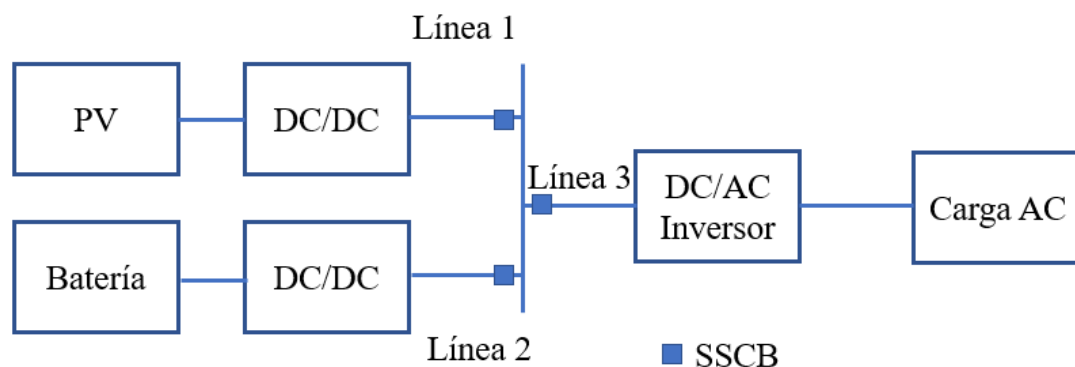 Línea 1
PV
DC/DC
Línea 3
DC/AC
Inversor
Carga AC
Batería
DC/DC
Línea 2
SSCB